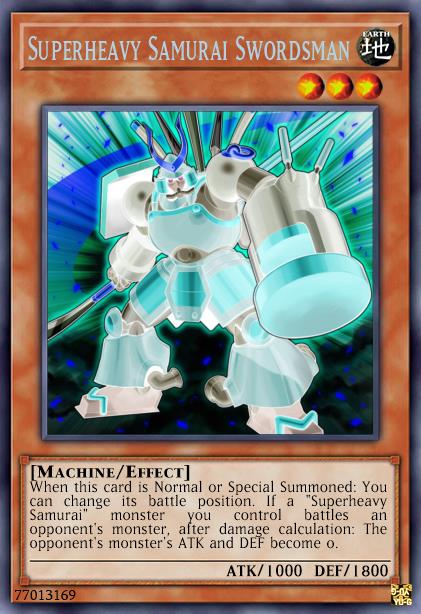 Superheavy Samurai Swordsman
EARTH
地
[Machine/Effect]
When this card is Normal or Special Summoned: You
can change its battle position. If a "Superheavy
Samurai" monster you control battles an
opponent's monster, after damage calculation: The
opponent's monster's ATK and DEF become 0.
ATK/1000 DEF/1800
77013169